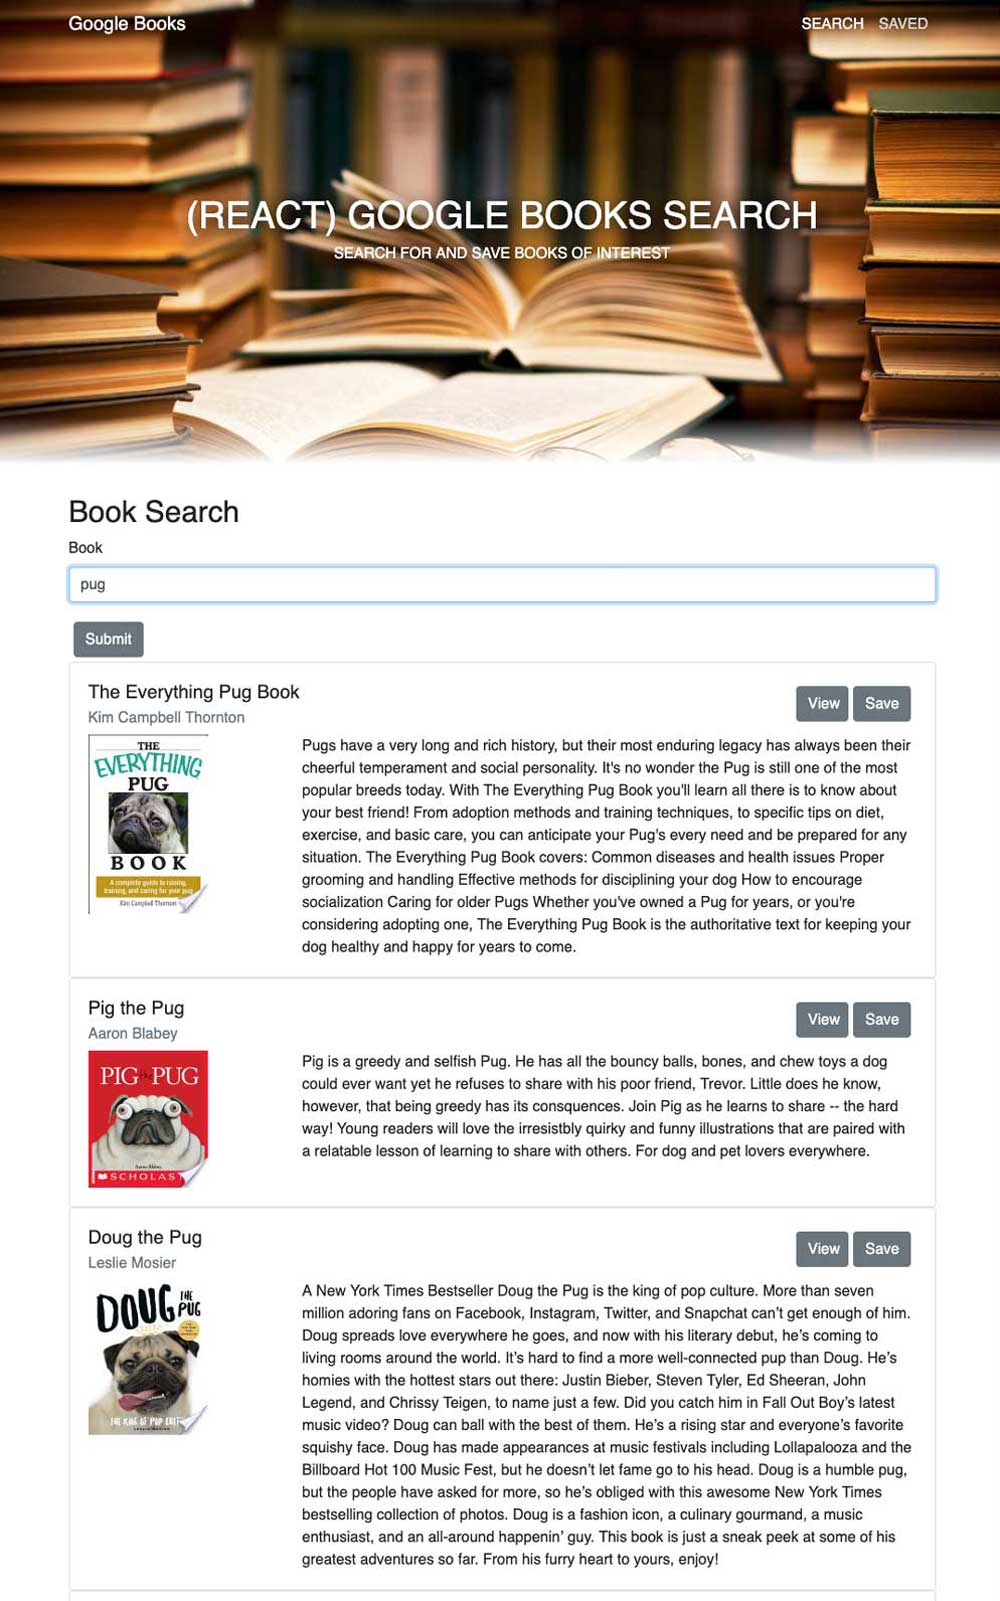 Google Books
SEARCH SAVED
(REACT) GOOGLE BOOKS SEARCH
SEARCH FOR AND SAVE BOOKS OF INTEREST
Book Search
Book
pug
Submit
The Everything Pug Book
View Save
Kim Campbell Thornton
THE
EVERYTHING
PUG
BOOK
A complete guide to raising,
training, and caring for your pug
Kim Campbell Thornton
Pugs have a very long and rich history, but their most enduring legacy has always been their
cheerful temperament and social personality. It's no wonder the Pug is still one of the most
popular breeds today. With The Everything Pug Book you'll learn all there is to know about
your best friend! From adoption methods and training techniques, to specific tips on diet,
exercise, and basic care, you can anticipate your Pug's every need and be prepared for any
situation. The Everything Pug Book covers: Common diseases and health issues Proper
grooming and handling Effective methods for disciplining your dog How to encourage
socialization Caring for older Pugs Whether you've owned a Pug for years, or you're
considering adopting one, The Everything Pug Book is the authoritative text for keeping your
dog healthy and happy for years to come.
Pig the Pug
View Save
Aaron Blabey
PIG the PUG
Aaron Blabey
SCHOLAST
Pig is a greedy and selfish Pug. He has all the bouncy balls, bones, and chew toys a dog
could ever want yet he refuses to share with his poor friend, Trevor. Little does he know,
however, that being greedy has its consquences. Join Pig as he learns to share -- the hard
way! Young readers will love the irresistbly quirky and funny illustrations that are paired with
a relatable lesson of learning to share with others. For dog and pet lovers everywhere.
Doug the Pug
View Save
Leslie Mosier
DOUG THE PUG
THE KING OF POP CULT
LESLIE MOSIER
A New York Times Bestseller Doug the Pug is the king of pop culture. More than seven
million adoring fans on Facebook, Instagram, Twitter, and Snapchat can’t get enough of him.
Doug spreads love everywhere he goes, and now with his literary debut, he’s coming to
living rooms around the world. It’s hard to find a more well-connected pup than Doug. He’s
homies with the hottest stars out there: Justin Bieber, Steven Tyler, Ed Sheeran, John
Legend, and Chrissy Teigen, to name just a few. Did you catch him in Fall Out Boy’s latest
music video? Doug can ball with the best of them. He’s a rising star and everyone’s favorite
squishy face. Doug has made appearances at music festivals including Lollapalooza and the
Billboard Hot 100 Music Fest, but he doesn’t let fame go to his head. Doug is a humble pug,
but the people have asked for more, so he’s obliged with this awesome New York Times
bestselling collection of photos. Doug is a fashion icon, a culinary gourmand, a music
enthusiast, and an all-around happenin’ guy. This book is just a sneak peek at some of his
greatest adventures so far. From his furry heart to yours, enjoy!